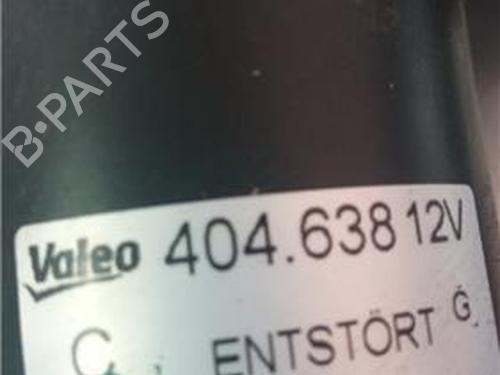 B-PARTS
Valeo 404.638 12V
C ENTSTÖRT G